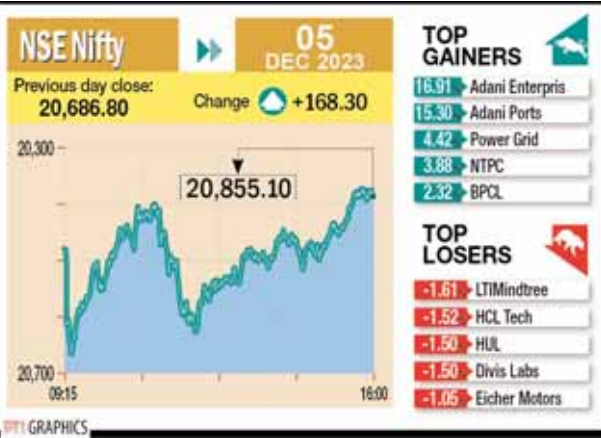 NSE Nifty
05
DEC 2023
Previous day close:
20,686.80
Change +168.30
20,300
20,855.10
20,700
09:15
16:00
TOP
GAINERS
16.91 Adani Enterpris
15.30 Adani Ports
4.42 Power Grid
3.88 NTPC
2.32 BPCL
TOP
LOSERS
-1.61 LTIMindtree
-1.52 HCL Tech
-1.50 HUL
-1.50 Divis Labs
-1.05 Eicher Motors
PTI GRAPHICS